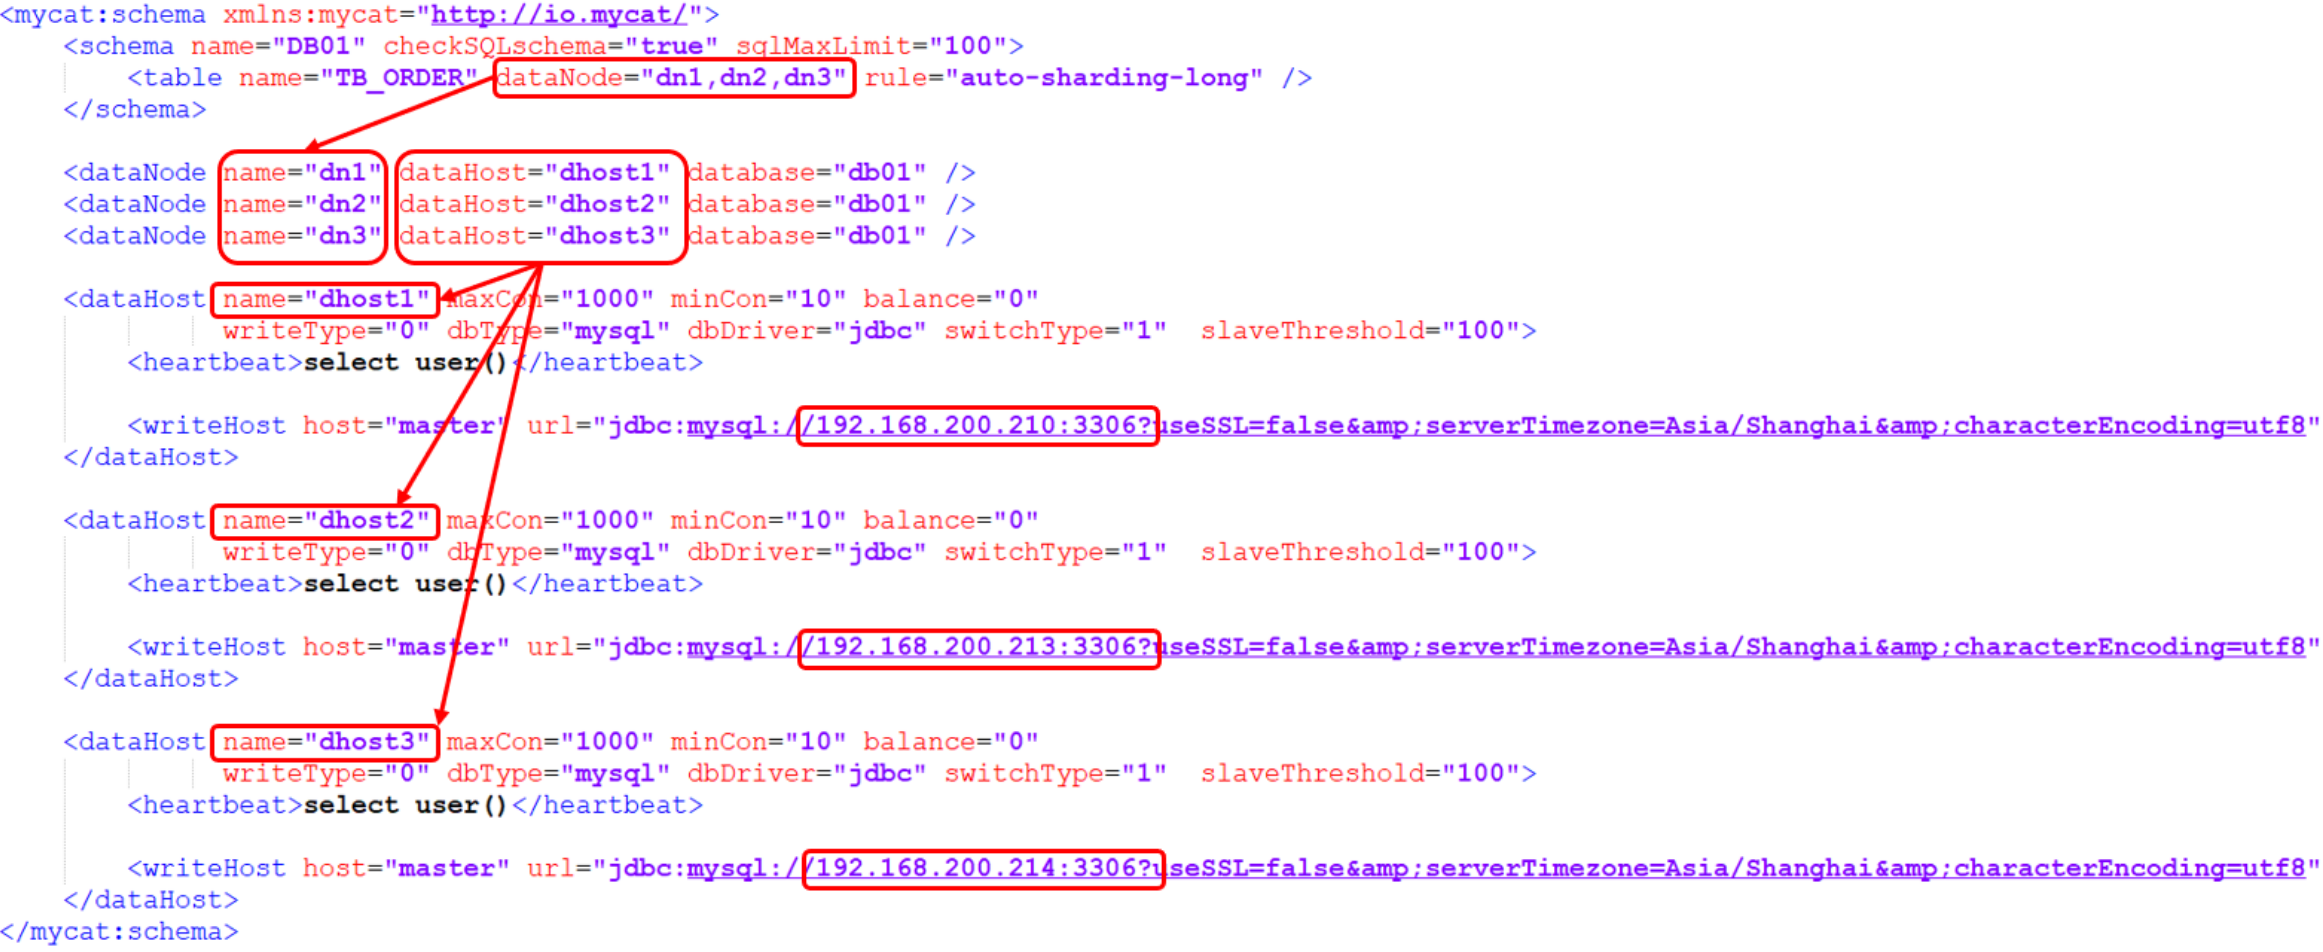 <mycat:schema xmlns:mycat="http://io.mycat/">
<schema name="DB01" checkSQLschema="true" sqlMaxLimit="100">
<table name="TB_ORDER" dataNode="dn1,dn2,dn3" rule="auto-sharding-long" />
</schema>
<dataNode name="dn1" dataHost="dhost1" database="db01" />
<dataNode name="dn2" dataHost="dhost2" database="db01" />
<dataNode name="dn3" dataHost="dhost3" database="db01" />
<dataHost name="dhost1" maxCon="1000" minCon="10" balance="0"
writeType="0" dbType="mysql" dbDriver="jdbc" switchType="1" slaveThreshold="100">
<heartbeat>select user()</heartbeat>
<writeHost host="master" url="jdbc:mysql://192.168.200.210:3306?useSSL=false&amp;serverTimezone=Asia/Shanghai&amp;characterEncoding=utf8"
</dataHost>
<dataHost name="dhost2" maxCon="1000" minCon="10" balance="0"
writeType="0" dbType="mysql" dbDriver="jdbc" switchType="1" slaveThreshold="100">
<heartbeat>select user()</heartbeat>
<writeHost host="master" url="jdbc:mysql://192.168.200.213:3306?useSSL=false&amp;serverTimezone=Asia/Shanghai&amp;characterEncoding=utf8"
</dataHost>
<dataHost name="dhost3" maxCon="1000" minCon="10" balance="0"
writeType="0" dbType="mysql" dbDriver="jdbc" switchType="1" slaveThreshold="100">
<heartbeat>select user()</heartbeat>
<writeHost host="master" url="jdbc:mysql://192.168.200.214:3306?useSSL=false&amp;serverTimezone=Asia/Shanghai&amp;characterEncoding=utf8"
</dataHost>
</mycat:schema>